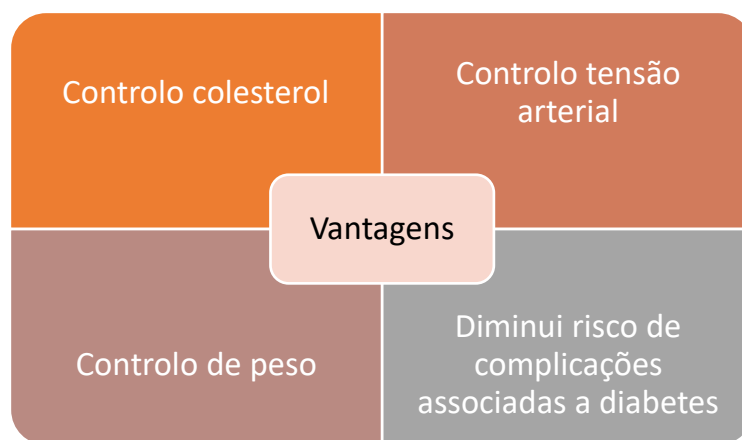 Controlo colesterol
Controlo tensão
arterial
Vantagens
Controlo de peso
Diminui risco de
complicações
associadas a diabetes